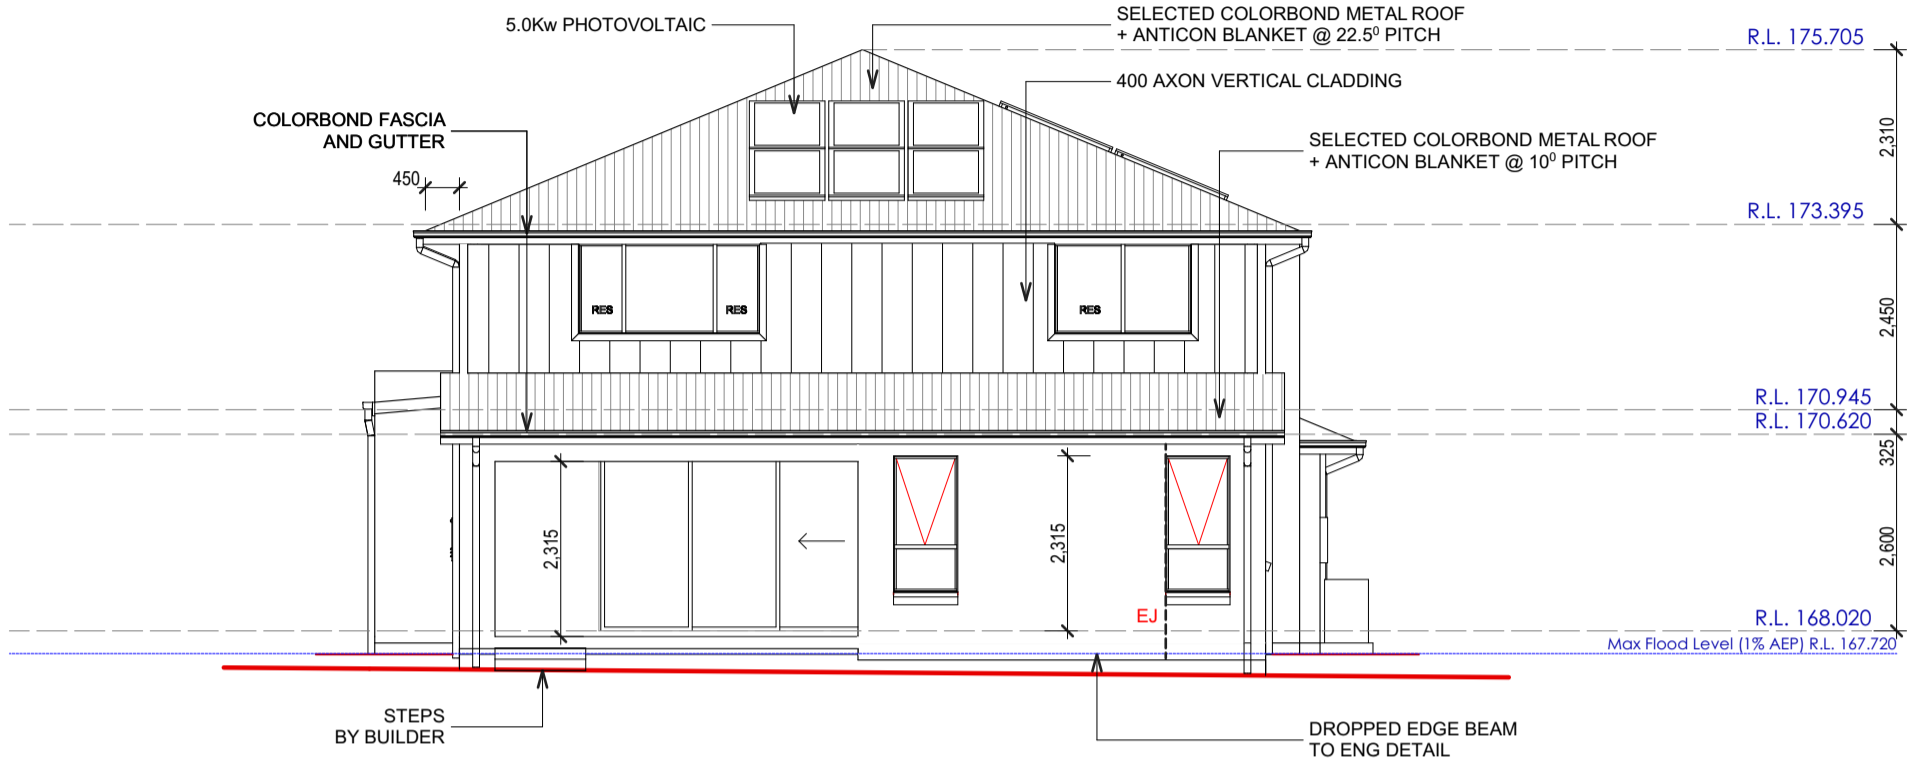 5.0Kw PHOTOVOLTAIC
SELECTED COLORBOND METAL ROOF
+ ANTICON BLANKET @ 22.5⁰ PITCH
R.L. 175.705
400 AXON VERTICAL CLADDING
COLORBOND FASCIA
AND GUTTER
2,310
SELECTED COLORBOND METAL ROOF
+ ANTICON BLANKET @ 10⁰ PITCH
450
R.L. 173.395
RES
RES
RES
2,450
R.L. 170.945
R.L. 170.620
325
2,315
2,315
2,600
EJ
R.L. 168.020
Max Flood Level (1% AEP) R.L. 167.720
STEPS
BY BUILDER
DROPPED EDGE BEAM
TO ENG DETAIL